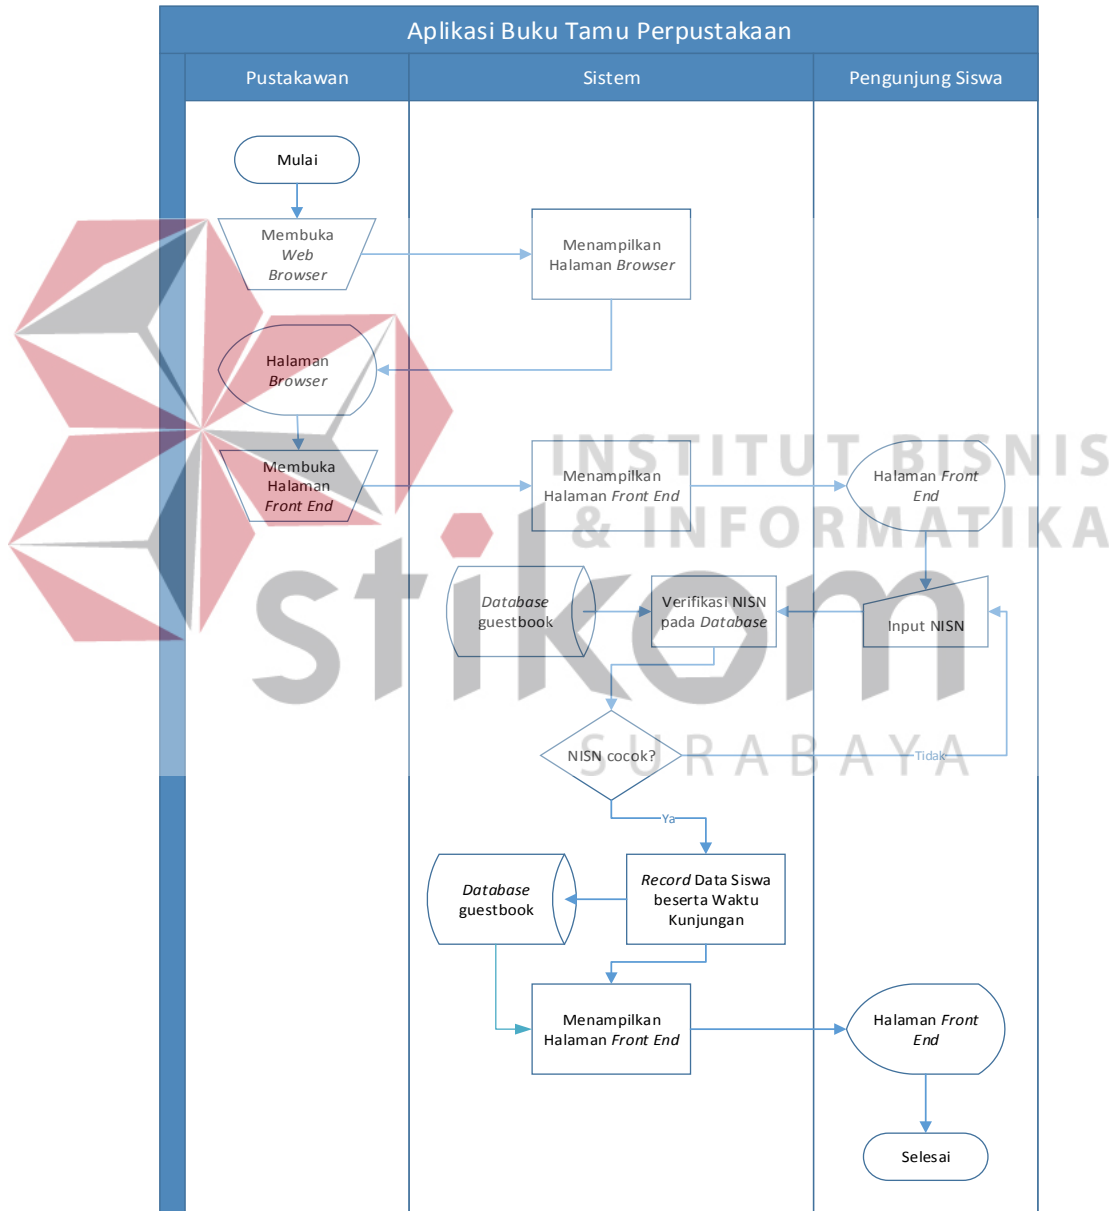 Aplikasi Buku Tamu Perpustakaan
Pustakawan
Sistem
Pengunjung Siswa
Mulai
Membuka
Web
Browser
Menampilkan
Halaman Browser
Halaman
Browser
Membuka
Halaman
Front End
Menampilkan
Halaman Front End
Halaman Front
End
INSTITUT BISNIS
& INFORMATIKA
stikom
SURABAYA
Database
guestbook
Verifikasi NISN
pada Database
Input NISN
NISN cocok?
Tidak
Ya
Database
guestbook
Record Data Siswa
beserta Waktu
Kunjungan
Menampilkan
Halaman Front End
Halaman Front
End
Selesai